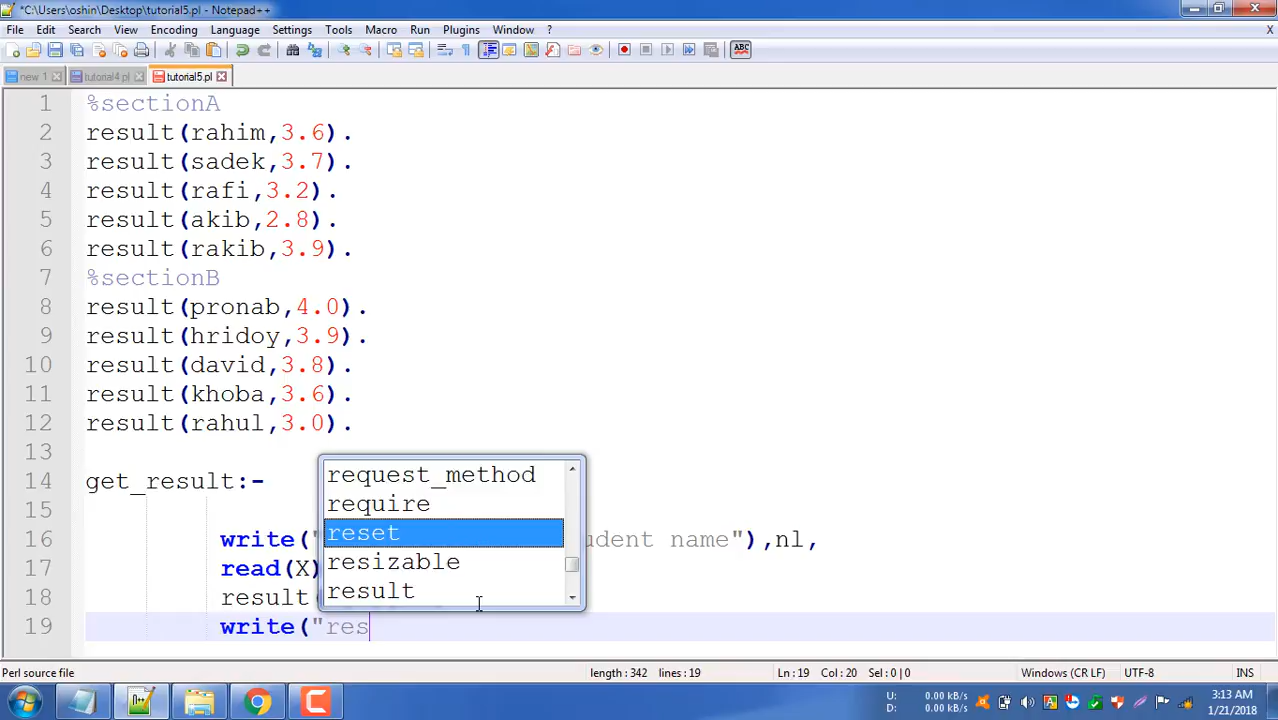 *C:\Users\oshin\Desktop\tutorial5.pl - Notepad++
File Edit Search View Encoding Language Settings Tools Macro Run Plugins Window ? X
new 1 tutorial4.pl tutorial5.pl
1 %sectionA
2 result(rahim,3.6).
3 result(sadek,3.7).
4 result(rafi,3.2).
5 result(akib,2.8).
6 result(rakib,3.9).
7 %sectionB
8 result(pronab,4.0).
9 result(hridoy,3.9).
10 result(david,3.8).
11 result(khoba,3.6).
12 result(rahul,3.0).
13
14 get_result:-
15
16 write(" udent name"),nl,
17 read(X)
18 result(
19 write("res
request_method
require
reset
resizable
result
ABC
Perl source file length : 342 lines : 19 Ln : 19 Col : 20 Sel : 0 | 0 Windows (CR LF) UTF-8 INS
U: 0.00 kB/s
D: 0.00 kB/s
3:13 AM
1/21/2018